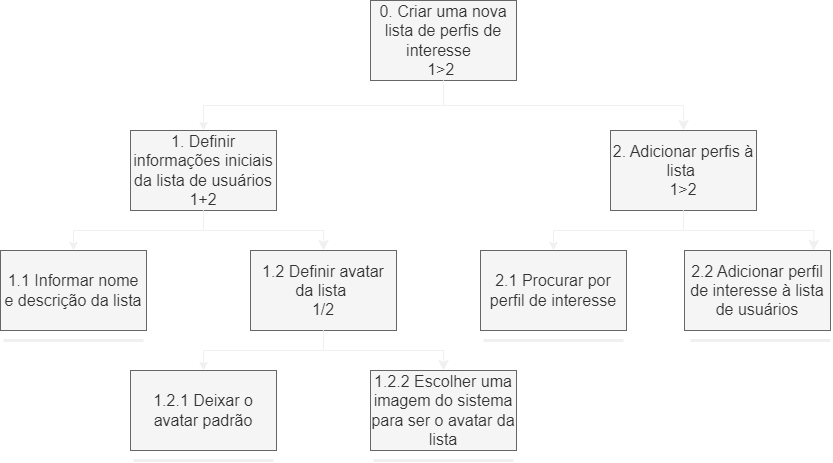 0. Criar uma nova
lista de perfis de
interesse
1>2
1. Definir
informações iniciais
da lista de usuários
1+2
2. Adicionar perfis à
lista
1>2
1.1 Informar nome
e descrição da lista
1.2 Definir avatar
da lista
1/2
2.1 Procurar por
perfil de interesse
2.2 Adicionar perfil
de interesse à lista
de usuários
1.2.1 Deixar o
avatar padrão
1.2.2 Escolher uma
imagem do sistema
para ser o avatar da
lista